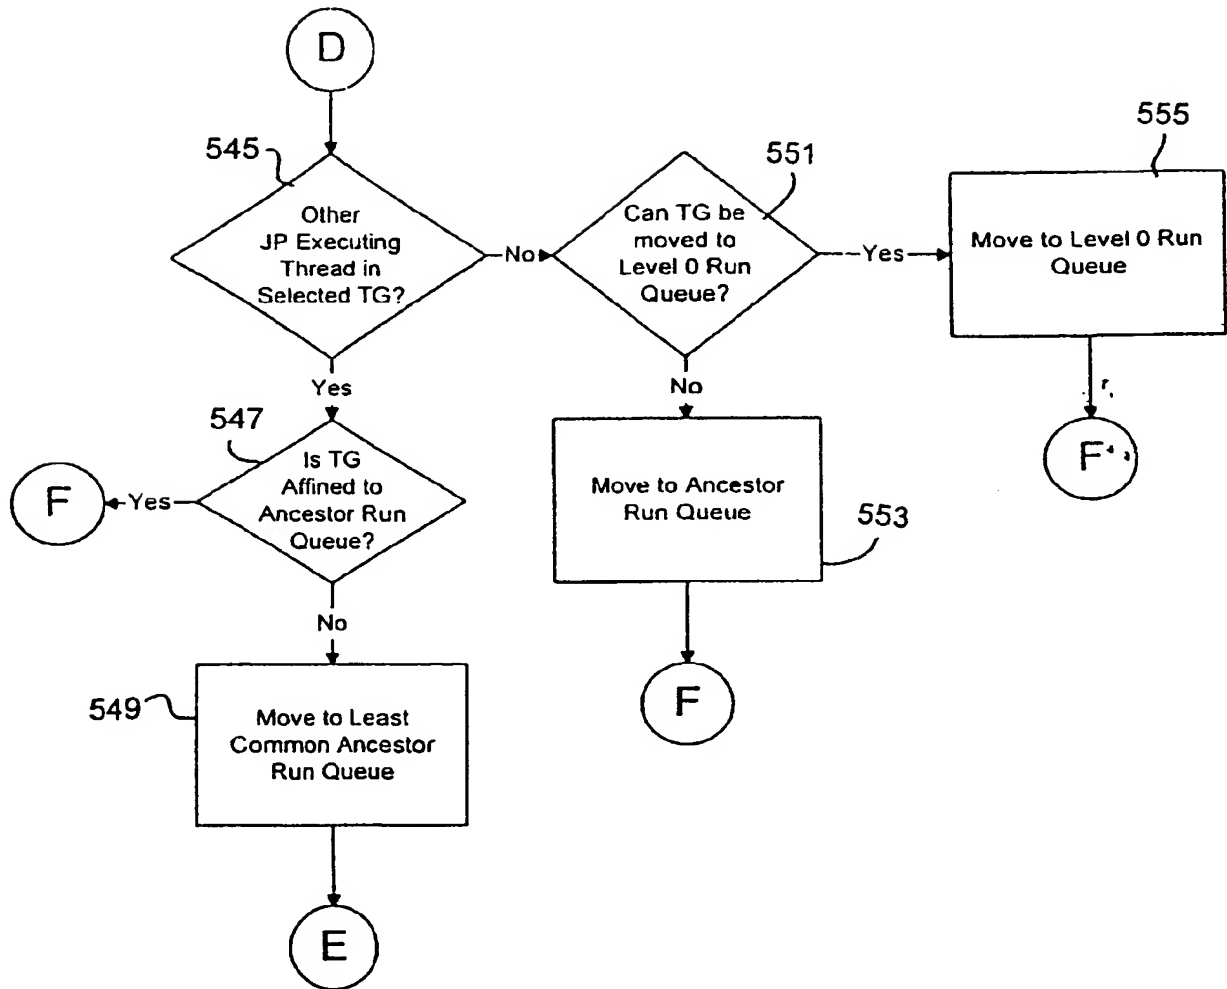 D
545
Other
JP Executing
Thread in
Selected TG?
No
551
Can TG be
moved to
Level 0 Run
Queue?
Yes
555
Move to Level 0 Run
Queue
F
Yes
547
Is TG
Affined to
Ancestor Run
Queue?
Yes
F
No
Move to Ancestor
Run Queue
553
F
No
549
Move to Least
Common Ancestor
Run Queue
E